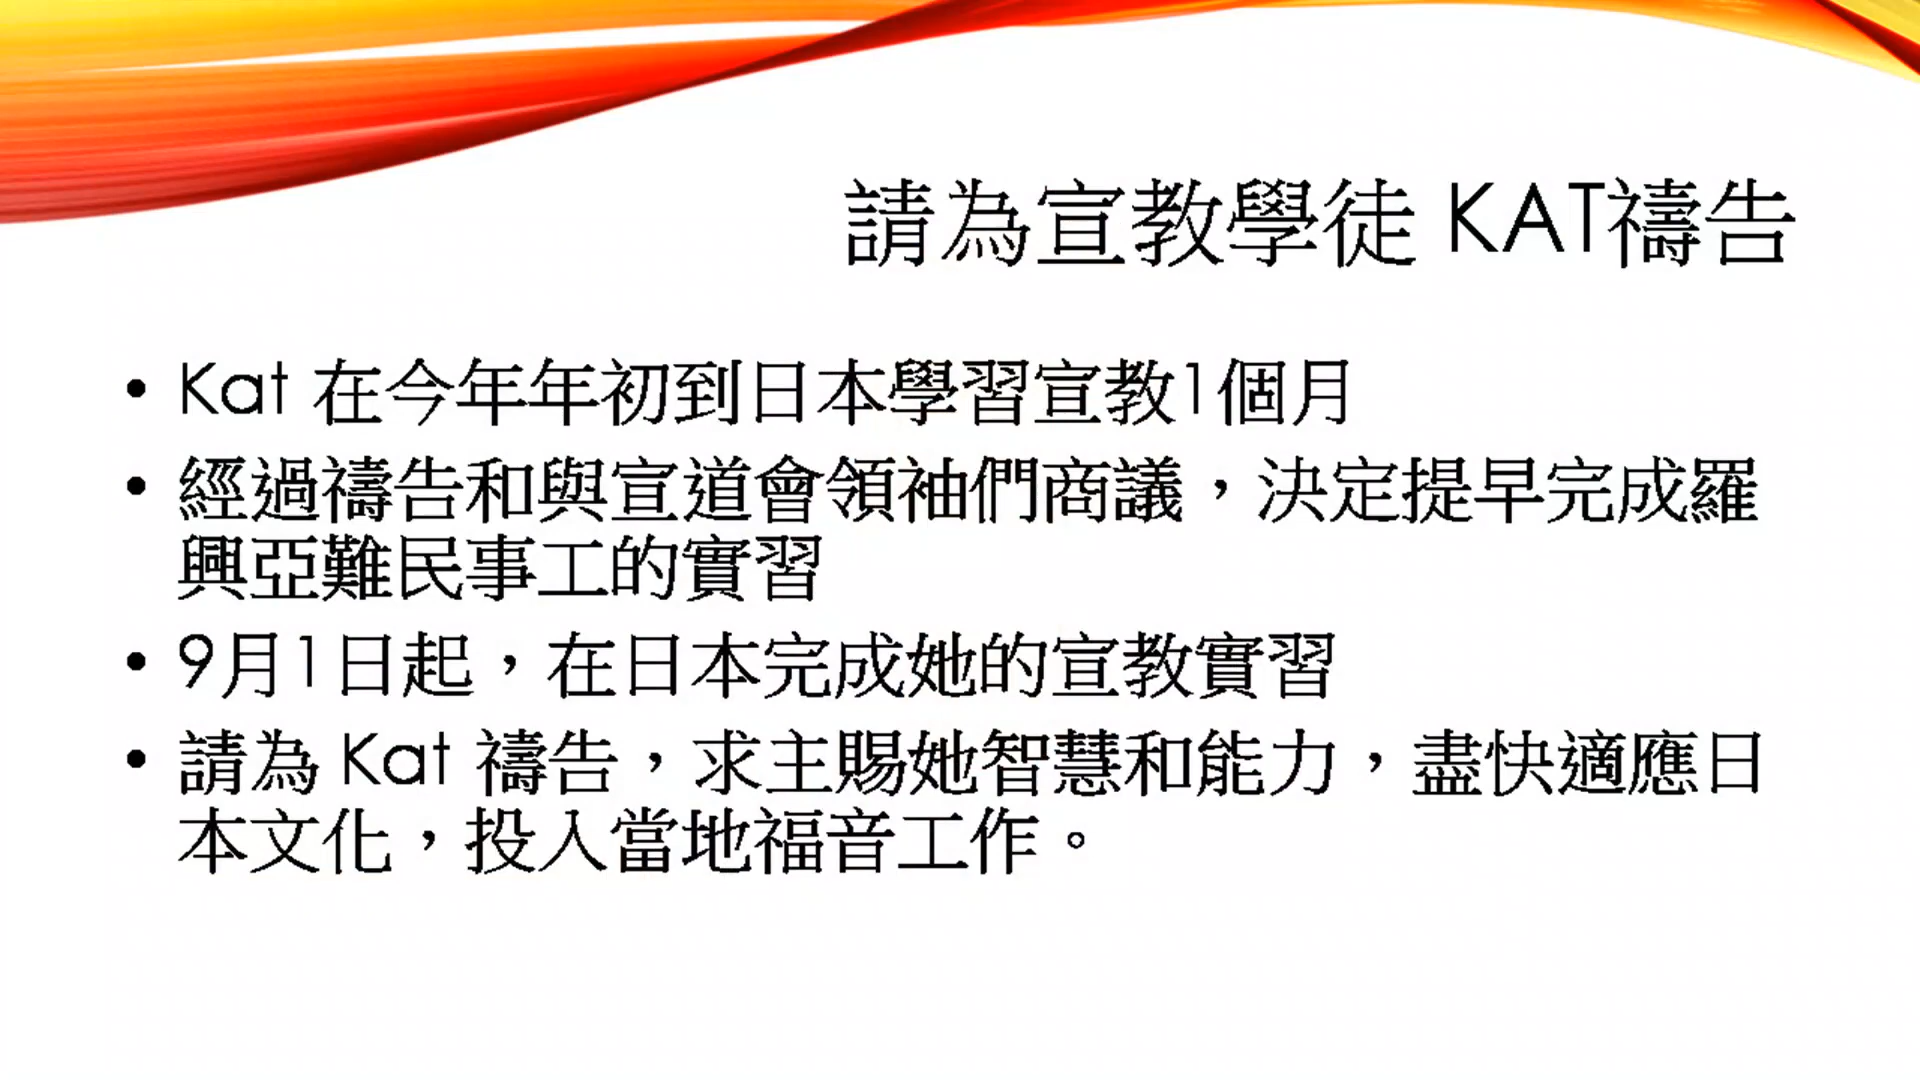 請為宣教學徒 KAT禱告
• Kat 在今年年初到日本學習宣教1個月
• 經過禱告和與宣道會領袖們商議，決定提早完成羅
興亞難民事工的實習
• 9月1日起，在日本完成她的宣教實習
• 請為 Kat 禱告，求主賜她智慧和能力，盡快適應日
本文化，投入當地福音工作。